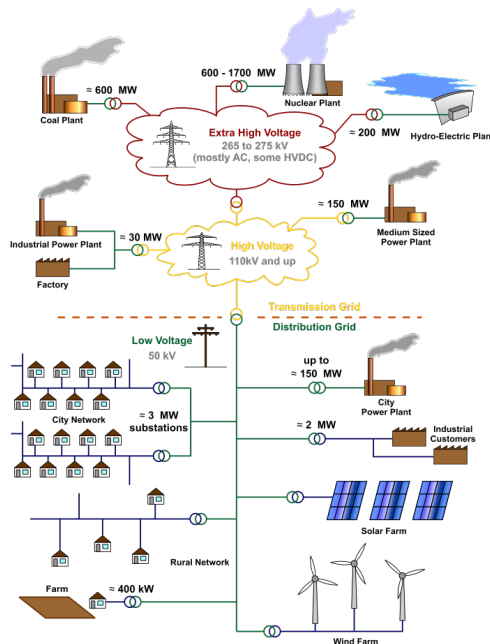 600 - 1700 MW
≈ 600 MW
Nuclear Plant
Coal Plant
Extra High Voltage
265 to 275 kV
(mostly AC, some HVDC)
≈ 200 MW
Hydro-Electric Plant
≈ 150 MW
≈ 30 MW
Industrial Power Plant
Medium Sized
Power Plant
High Voltage
110kV and up
Factory
Transmission Grid
Distribution Grid
Low Voltage
50 kV
up to
≈ 150 MW
City
Power Plant
City Network
≈ 3 MW
substations
≈ 2 MW
Industrial
Customers
Solar Farm
Rural Network
Farm
≈ 400 kW
Wind Farm